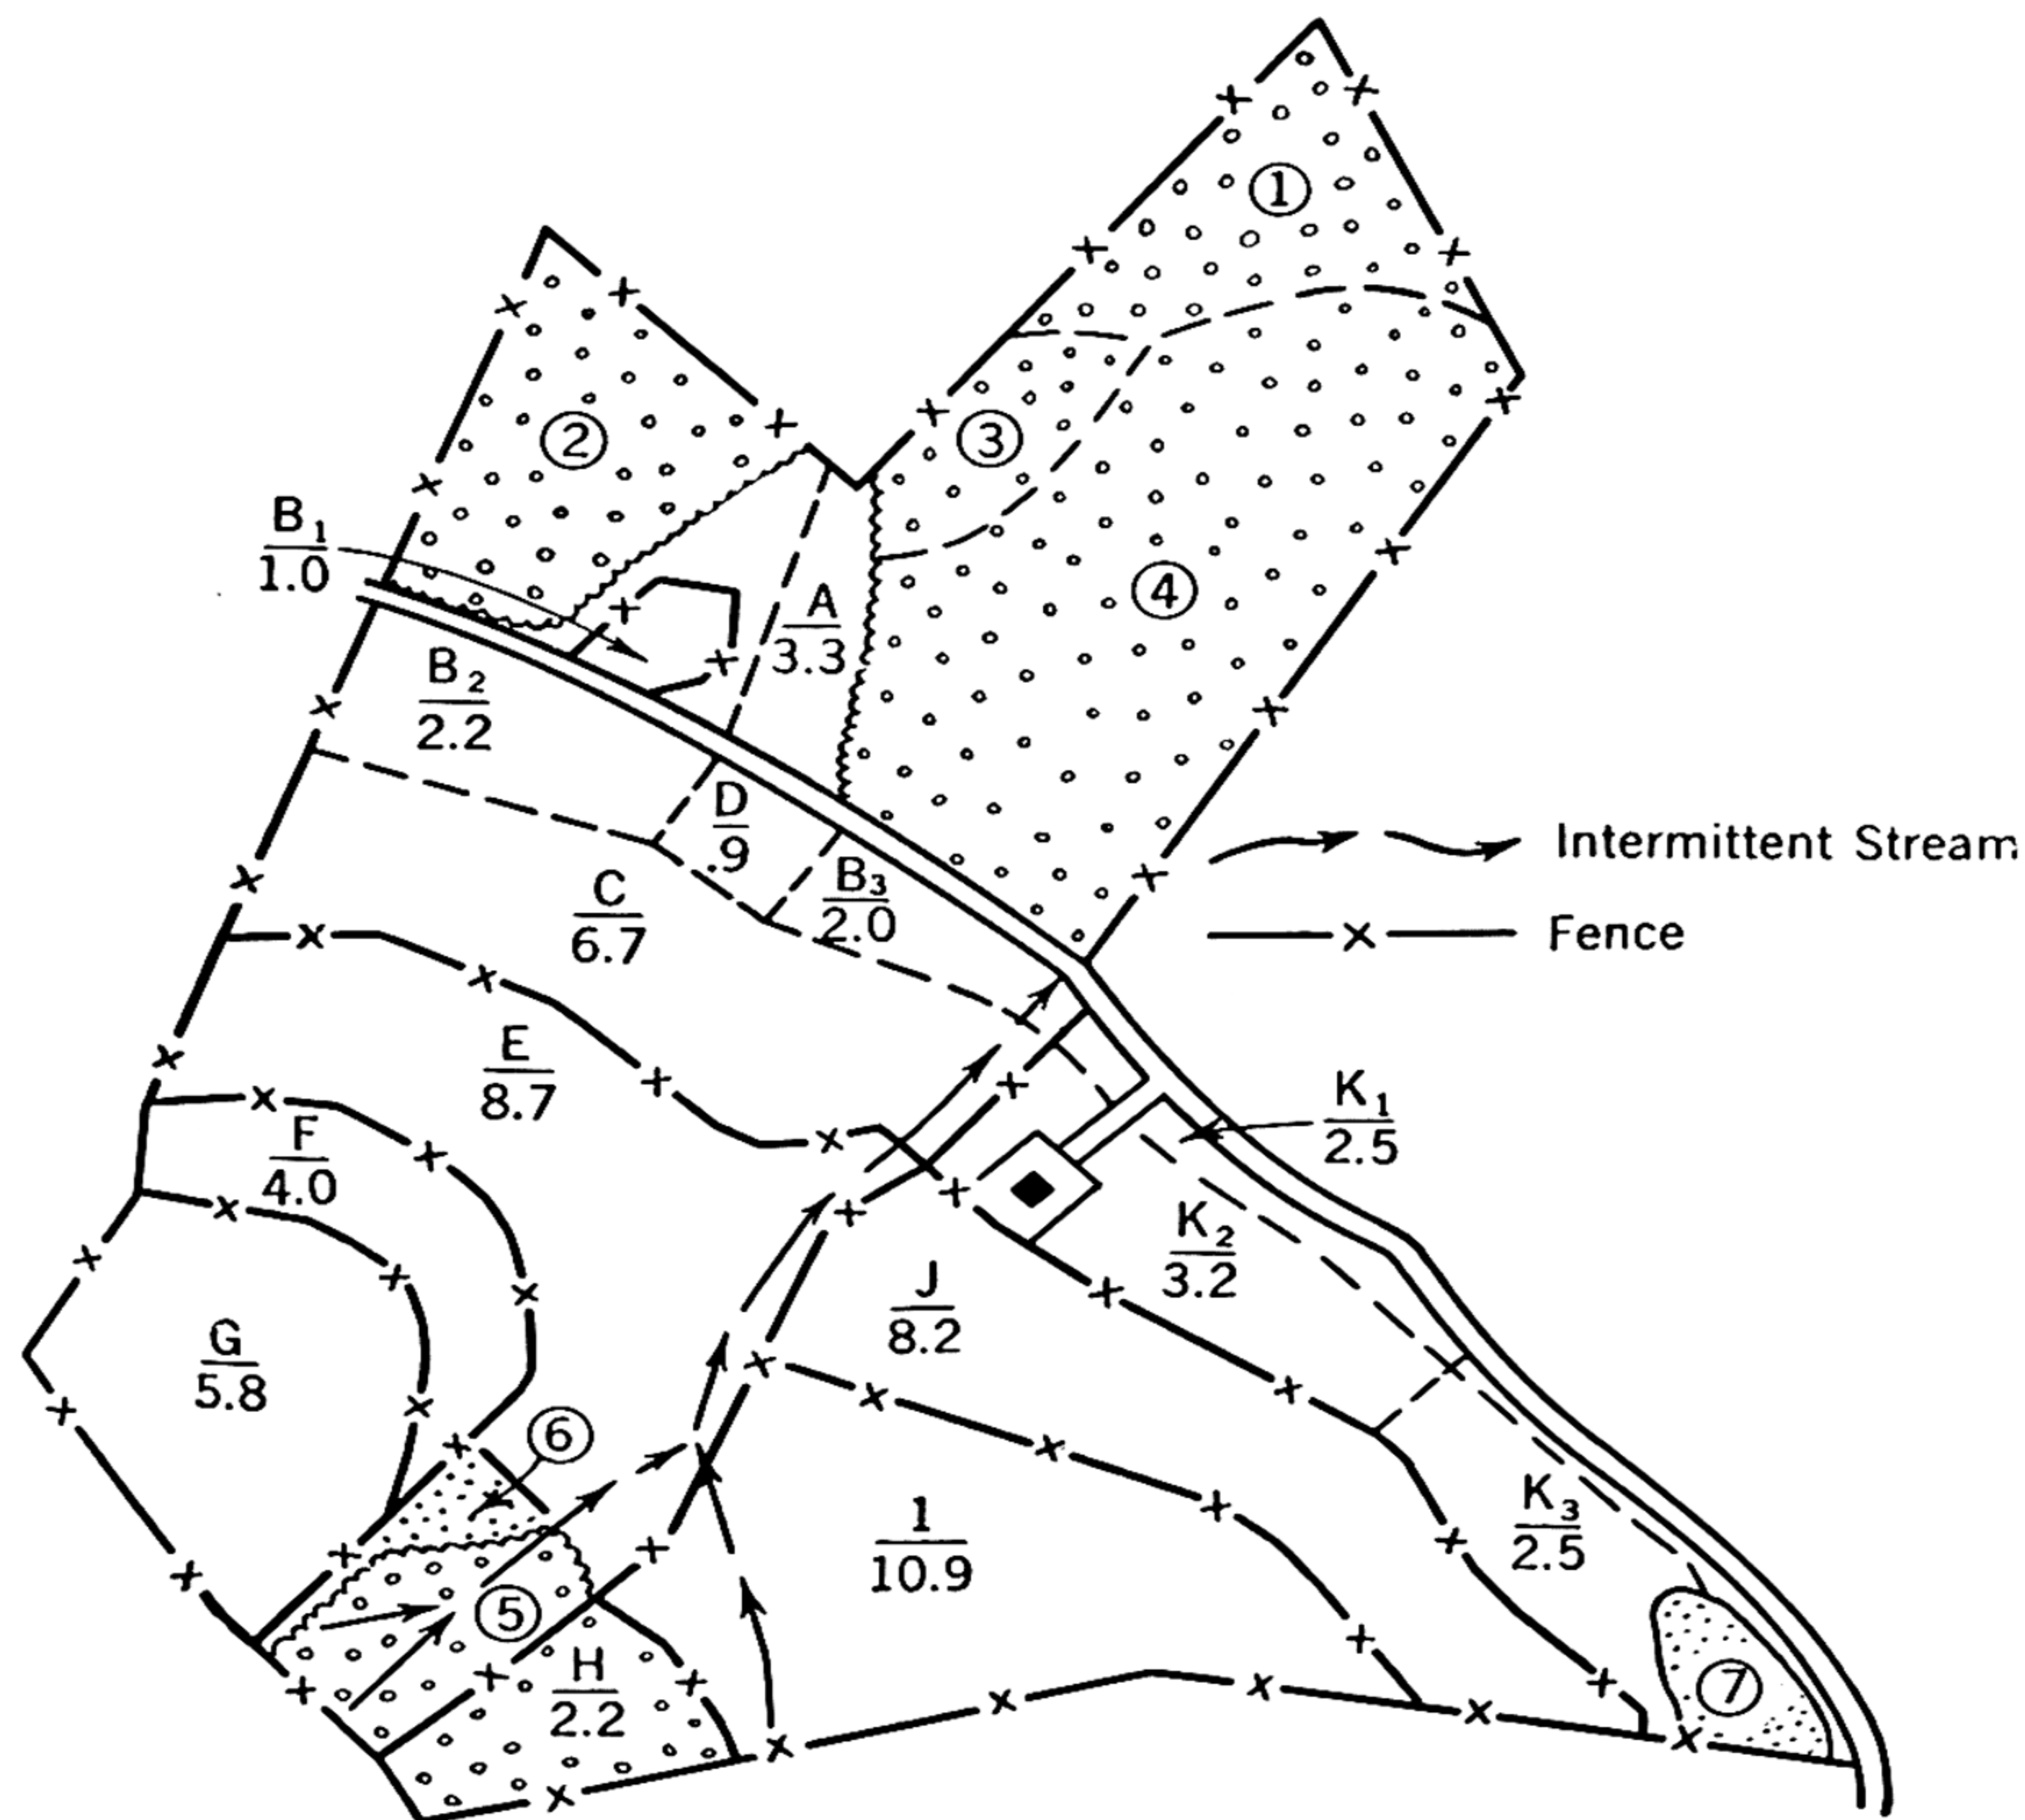 ①
②
③
B₁
1.0
④
A
3.3
B₂
2.2
D
.9
Intermittent Stream
B₃
2.0
C
6.7
Fence
E
8.7
K₁
2.5
F
4.0
K₂
3.2
J
8.2
G
5.8
⑥
K₃
2.5
1
10.9
⑤
H
2.2
⑦